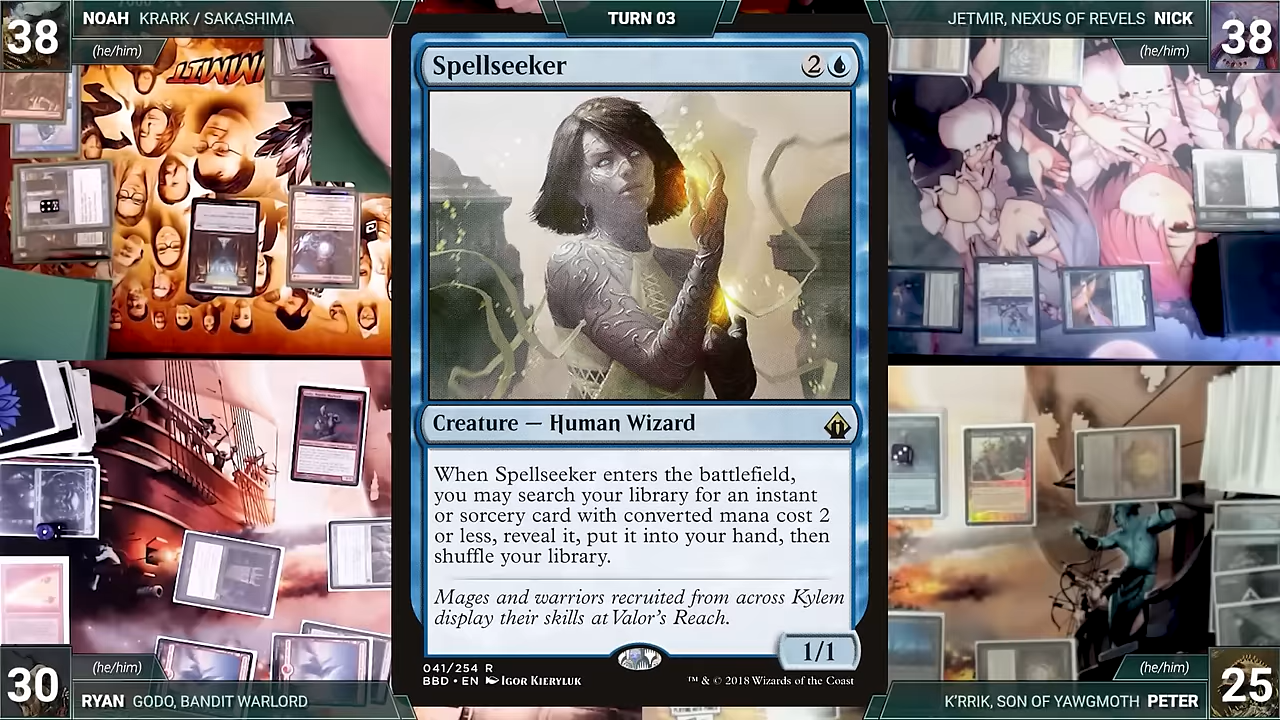 38
NOAH KRARK / SAKASHIMA
(he/him)
TURN 03
JETMIR, NEXUS OF REVELS NICK
(he/him)
38
Spellseeker
2
Creature — Human Wizard
When Spellseeker enters the battlefield,
you may search your library for an instant
or sorcery card with converted mana cost 2
or less, reveal it, put it into your hand, then
shuffle your library.
Mages and warriors recruited from across Kylem
display their skills at Valor's Reach.
1/1
041/254 R
BBD • EN IGOR KIERYLUK
™ & © 2018 Wizards of the Coast
30
(he/him)
RYAN GODO, BANDIT WARLORD
(he/him)
K'RRIK, SON OF YAWGMOTH PETER
25